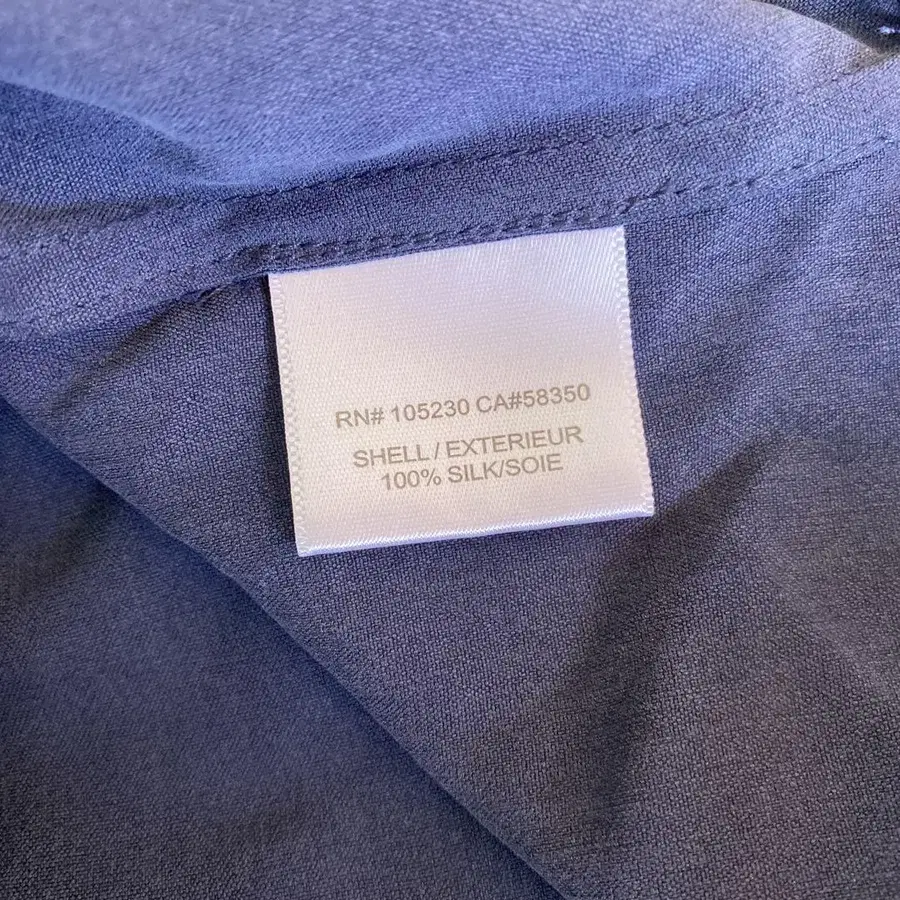 RN# 105230 CA#58350
SHELL / EXTERIEUR
100% SILK/SOIE